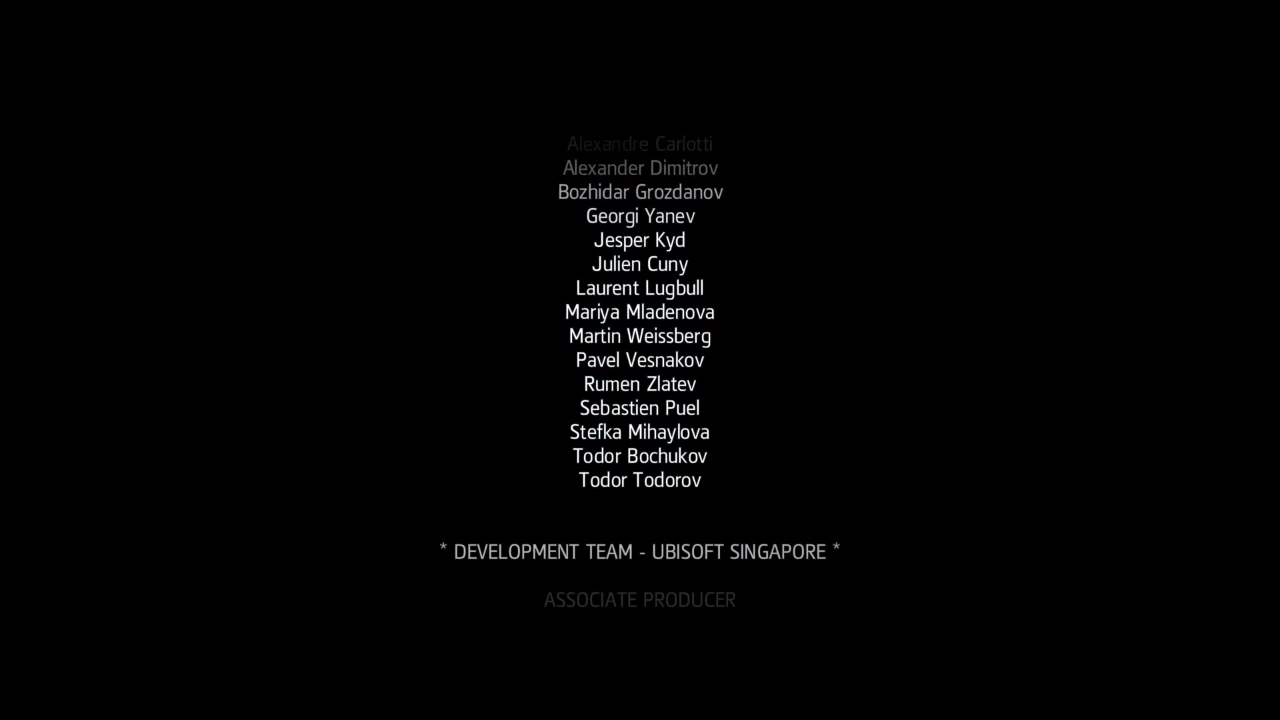 Alexandre Carlotti
Alexander Dimitrov
Bozhidar Grozdanov
Georgi Yanev
Jesper Kyd
Julien Cuny
Laurent Lugbull
Mariya Mladenova
Martin Weissberg
Pavel Vesnakov
Rumen Zlatev
Sebastien Puel
Stefka Mihaylova
Todor Bochukov
Todor Todorov
* DEVELOPMENT TEAM - UBISOFT SINGAPORE *
ASSOCIATE PRODUCER